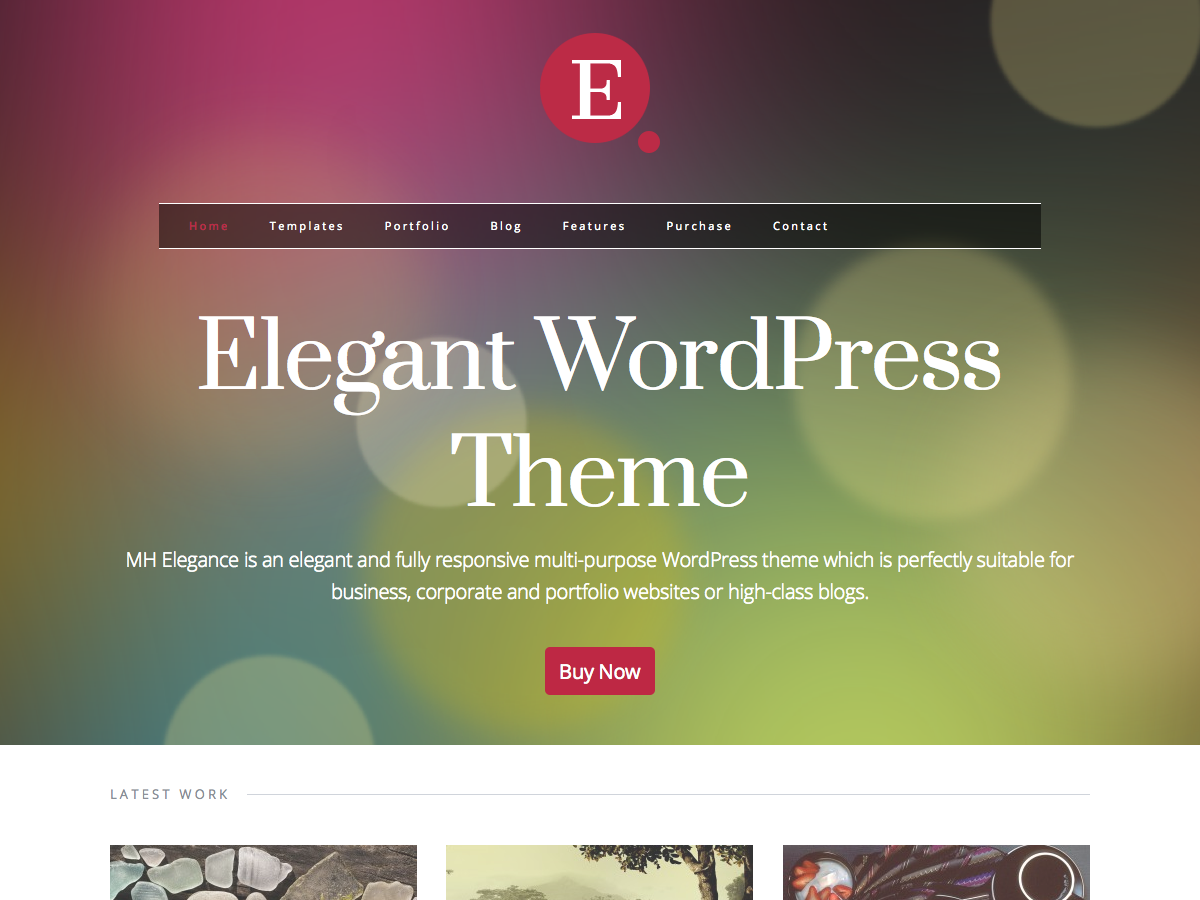 E
Home Templates Portfolio Blog Features Purchase Contact
Elegant WordPress
Theme
MH Elegance is an elegant and fully responsive multi-purpose WordPress theme which is perfectly suitable for
business, corporate and portfolio websites or high-class blogs.
Buy Now
LATEST WORK